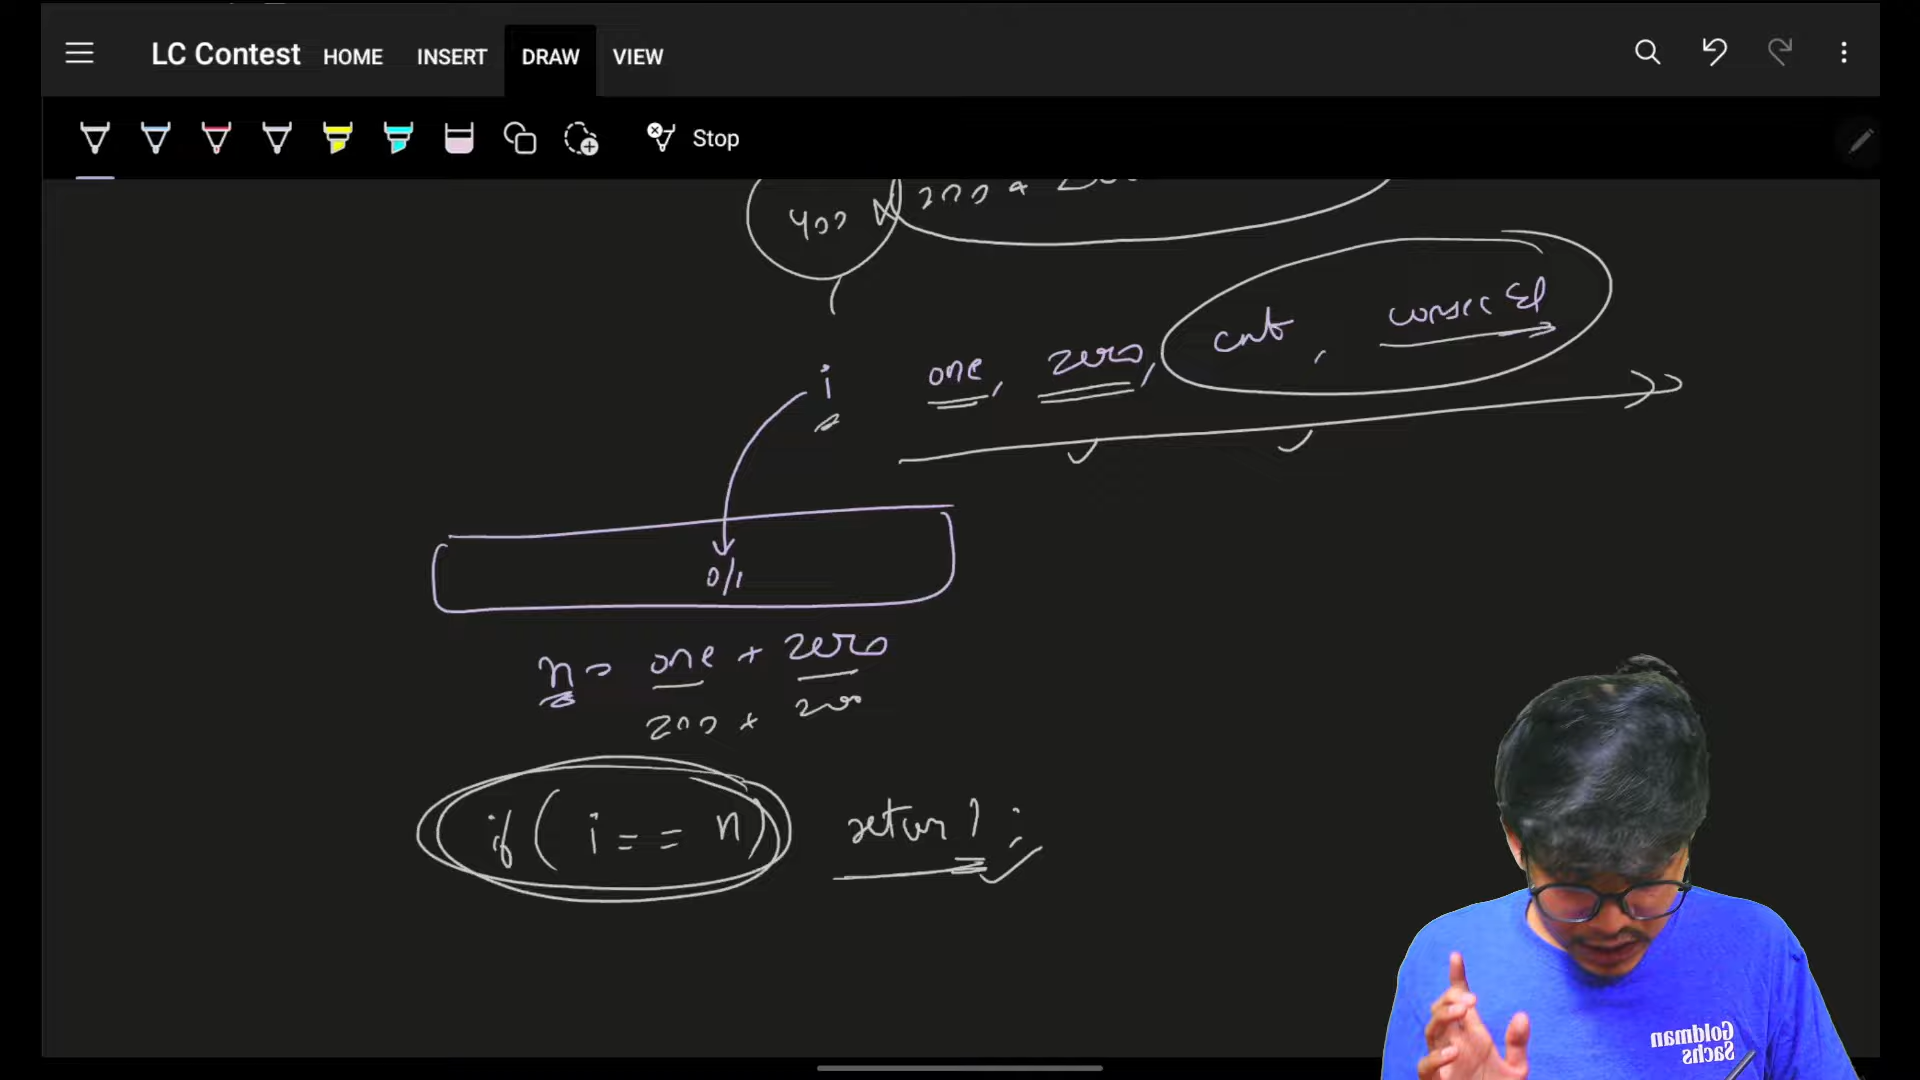 LC Contest HOME INSERT DRAW VIEW
Stop
400 200 *
i one, zero, cnt,
0/1
n = one + zero
200 * 200
if ( i == n ) return 1 ;
Goldman
Sachs